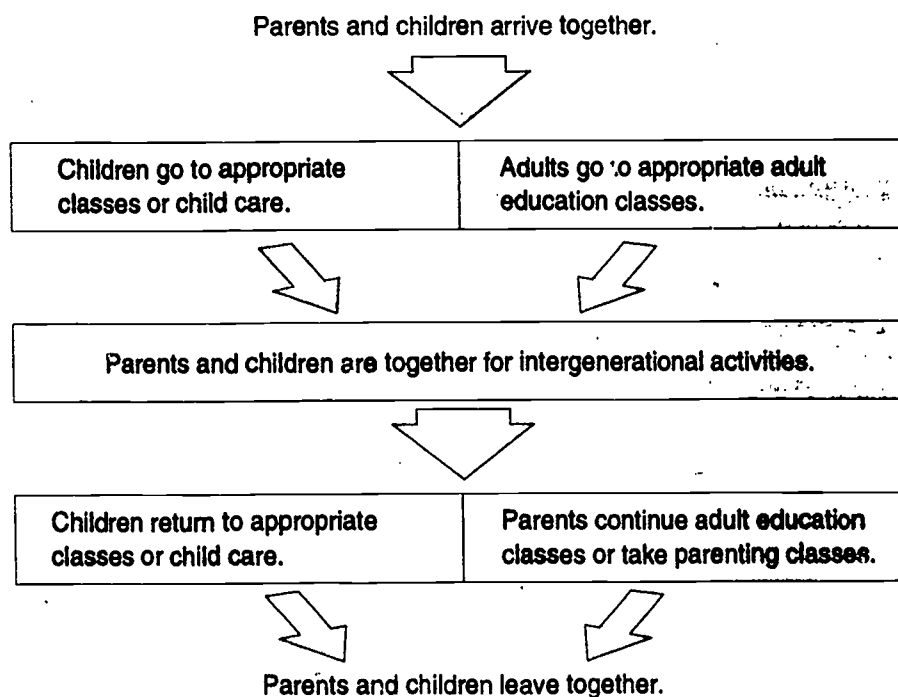 Parents and children arrive together.
Children go to appropriate
classes or child care.
Adults go to appropriate adult
education classes.
Parents and children are together for intergenerational activities.
Children return to appropriate
classes or child care.
Parents continue adult education
classes or take parenting classes.
Parents and children leave together.